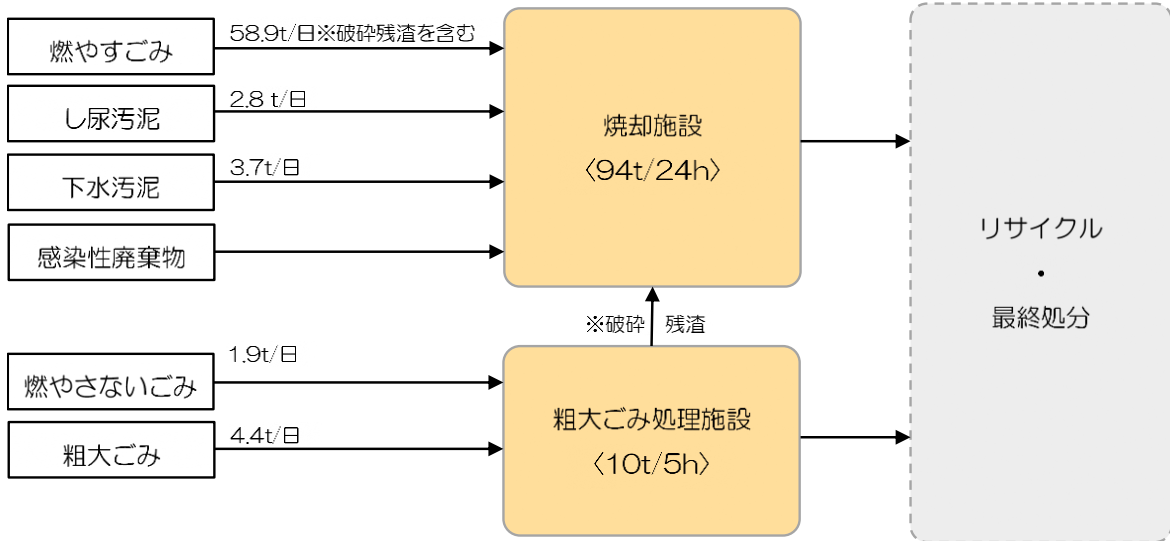 燃やすごみ
58.9t/日※破砕残渣を含む
し尿汚泥
2.8 t/日
下水汚泥
3.7t/日
感染性廃棄物
焼却施設
〈94t/24h〉
※破砕 残渣
燃やさないごみ
1.9t/日
粗大ごみ
4.4t/日
粗大ごみ処理施設
〈10t/5h〉
リサイクル
・
最終処分